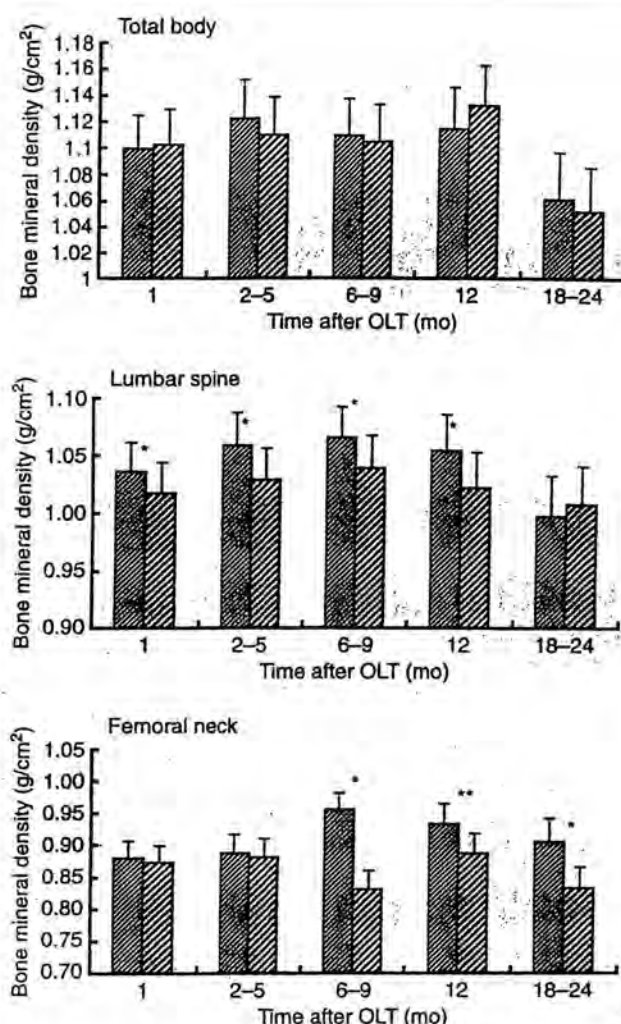 Total body
Bone mineral density (g/cm²)
1.18
1.16
1.14
1.12
1.1
1.08
1.06
1.04
1.02
1
1 2–5 6–9 12 18–24
Time after OLT (mo)
Lumbar spine
Bone mineral density (g/cm²)
1.10
1.05
1.00
0.95
0.90
* * * *
1 2–5 6–9 12 18–24
Time after OLT (mo)
Femoral neck
Bone mineral density (g/cm²)
1.05
1.00
0.95
0.90
0.85
0.80
0.75
0.70
* ** *
1 2–5 6–9 12 18–24
Time after OLT (mo)